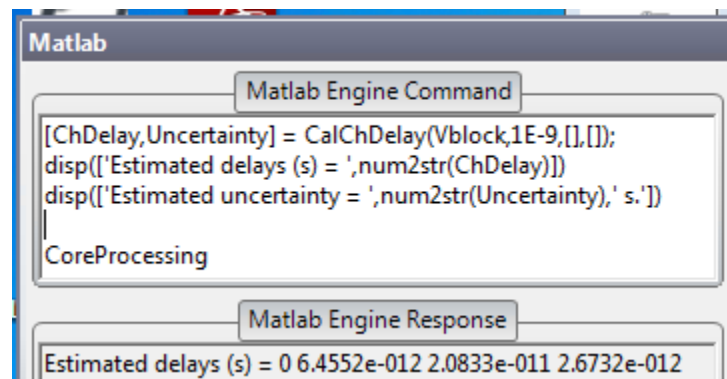 Matlab
Matlab Engine Command
[ChDelay,Uncertainty] = CalChDelay(Vblock,1E-9,[],[]);
disp(['Estimated delays (s) = ',num2str(ChDelay)])
disp(['Estimated uncertainty = ',num2str(Uncertainty),' s.'])
CoreProcessing
Matlab Engine Response
Estimated delays (s) = 0 6.4552e-012 2.0833e-011 2.6732e-012